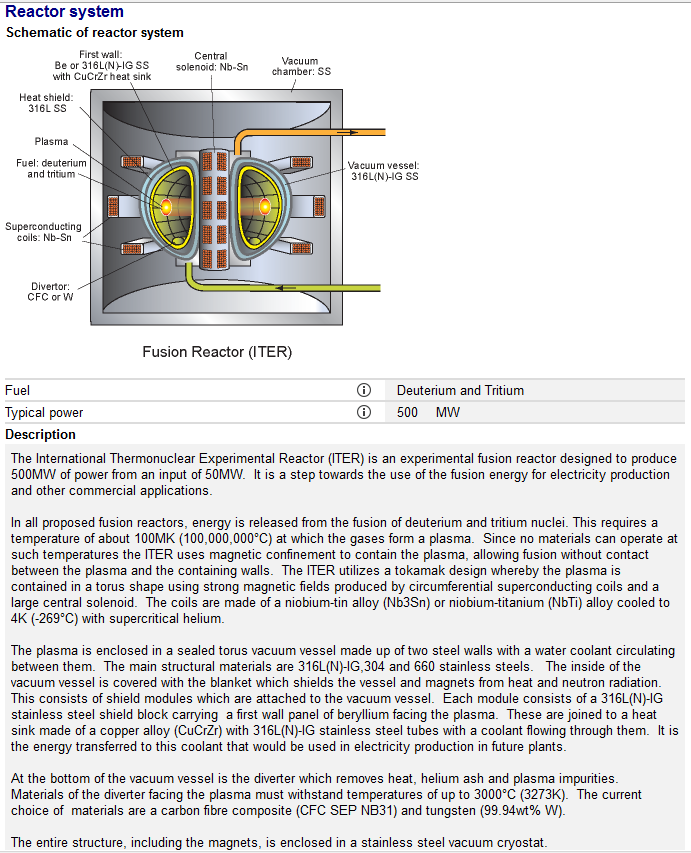 Reactor system
Schematic of reactor system
First wall:
Be or 316L(N)-IG SS
with CuCrZr heat sink
Central
solenoid: Nb-Sn
Vacuum
chamber: SS
Heat shield:
316L SS
Plasma
Fuel: deuterium
and tritium
Vacuum vessel:
316L(N)-IG SS
Superconducting
coils: Nb-Sn
Divertor:
CFC or W
Fusion Reactor (ITER)
Fuel Deuterium and Tritium
Typical power 500 MW
Description
The International Thermonuclear Experimental Reactor (ITER) is an experimental fusion reactor designed to produce
500MW of power from an input of 50MW. It is a step towards the use of the fusion energy for electricity production
and other commercial applications.
In all proposed fusion reactors, energy is released from the fusion of deuterium and tritium nuclei. This requires a
temperature of about 100MK (100,000,000°C) at which the gases form a plasma. Since no materials can operate at
such temperatures the ITER uses magnetic confinement to contain the plasma, allowing fusion without contact
between the plasma and the containing walls. The ITER utilizes a tokamak design whereby the plasma is
contained in a torus shape using strong magnetic fields produced by circumferential superconducting coils and a
large central solenoid. The coils are made of a niobium-tin alloy (Nb3Sn) or niobium-titanium (NbTi) alloy cooled to
4K (-269°C) with supercritical helium.
The plasma is enclosed in a sealed torus vacuum vessel made up of two steel walls with a water coolant circulating
between them. The main structural materials are 316L(N)-IG,304 and 660 stainless steels. The inside of the
vacuum vessel is covered with the blanket which shields the vessel and magnets from heat and neutron radiation.
This consists of shield modules which are attached to the vacuum vessel. Each module consists of a 316L(N)-IG
stainless steel shield block carrying a first wall panel of beryllium facing the plasma. These are joined to a heat
sink made of a copper alloy (CuCrZr) with 316L(N)-IG stainless steel tubes with a coolant flowing through them. It is
the energy transferred to this coolant that would be used in electricity production in future plants.
At the bottom of the vacuum vessel is the diverter which removes heat, helium ash and plasma impurities.
Materials of the diverter facing the plasma must withstand temperatures of up to 3000°C (3273K). The current
choice of materials are a carbon fibre composite (CFC SEP NB31) and tungsten (99.94wt% W).
The entire structure, including the magnets, is enclosed in a stainless steel vacuum cryostat.